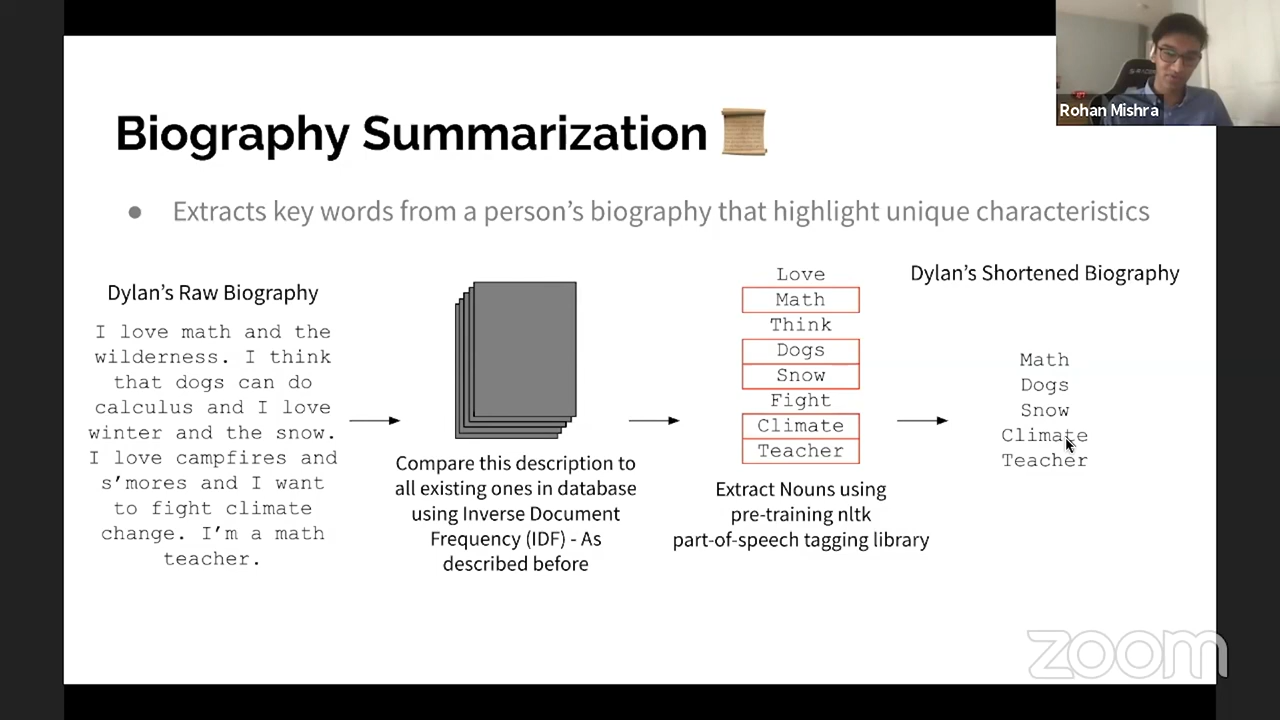 Rohan Mishra
Biography Summarization
● Extracts key words from a person's biography that highlight unique characteristics
Dylan's Raw Biography
I love math and the
wilderness. I think
that dogs can do
calculus and I love
winter and the snow.
I love campfires and
s'mores and I want
to fight climate
change. I'm a math
teacher.
Compare this description to
all existing ones in database
using Inverse Document
Frequency (IDF) - As
described before
Love
Math
Think
Dogs
Snow
Fight
Climate
Teacher
Extract Nouns using
pre-training nltk
part-of-speech tagging library
Dylan's Shortened Biography
Math
Dogs
Snow
Climate
Teacher
zoom